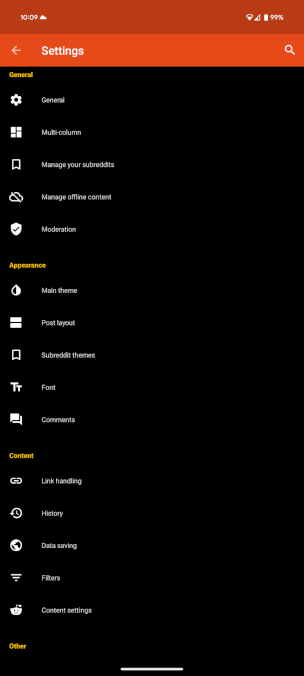 10:09
99%
Settings
General
General
Multi-column
Manage your subreddits
Manage offline content
Moderation
Appearance
Main theme
Post layout
Subreddit themes
Font
Comments
Content
Link handling
History
Data saving
Filters
Content settings
Other